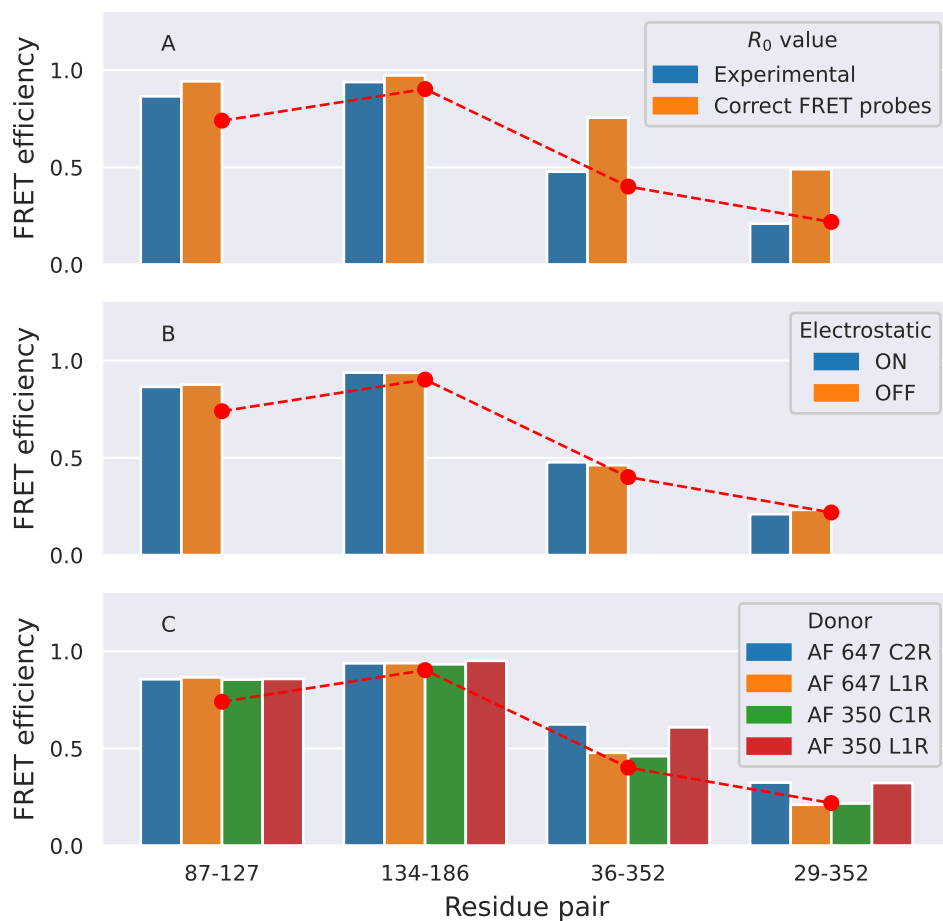 A
FRET efficiency
1.0
0.5
0.0
R₀ value
Experimental
Correct FRET probes
B
FRET efficiency
1.0
0.5
0.0
Electrostatic
ON
OFF
C
FRET efficiency
1.0
0.5
0.0
Donor
AF 647 C2R
AF 647 L1R
AF 350 C1R
AF 350 L1R
87-127 134-186 36-352 29-352
Residue pair